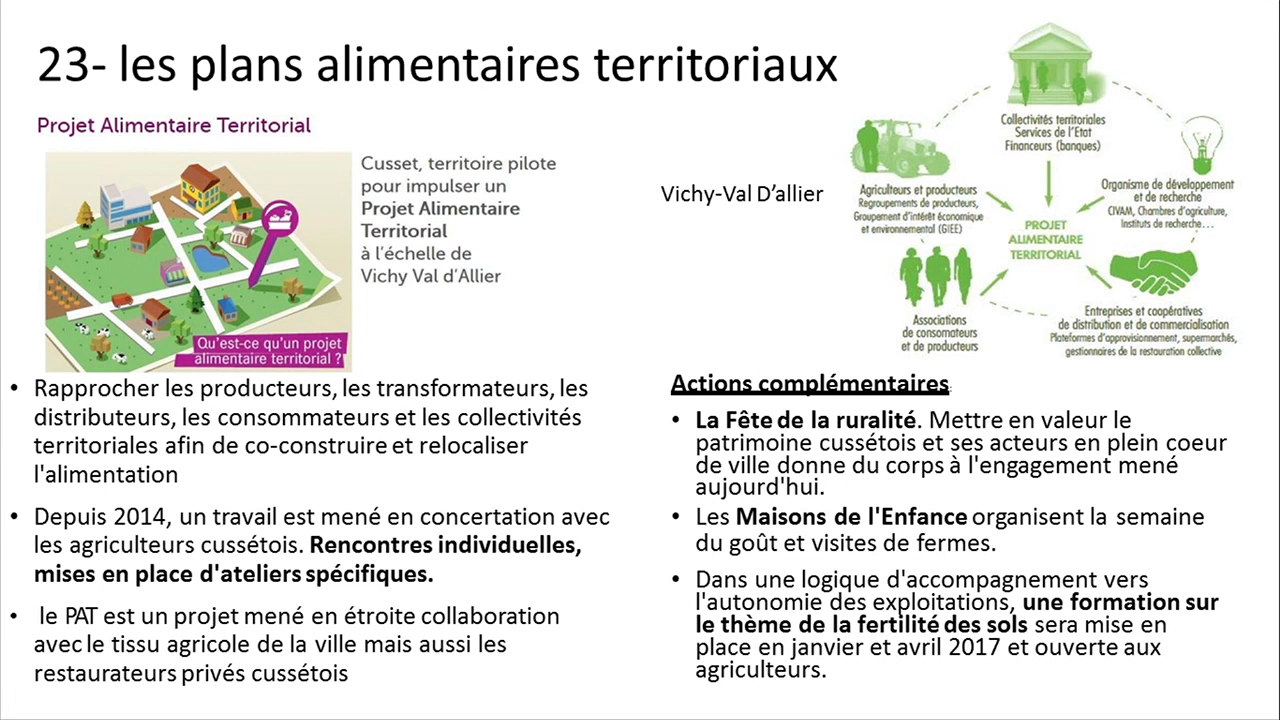 23- les plans alimentaires territoriaux
Projet Alimentaire Territorial
Cusset, territoire pilote
pour impulser un
Projet Alimentaire
Territorial
à l'échelle de
Vichy Val d'Allier
Qu'est-ce qu'un projet
alimentaire territorial ?
• Rapprocher les producteurs, les transformateurs, les
distributeurs, les consommateurs et les collectivités
territoriales afin de co-construire et relocaliser
l'alimentation
• Depuis 2014, un travail est mené en concertation avec
les agriculteurs cussétois. Rencontres individuelles,
mises en place d'ateliers spécifiques.
• le PAT est un projet mené en étroite collaboration
avec le tissu agricole de la ville mais aussi les
restaurateurs privés cussétois
Vichy-Val D'allier
Collectivités territoriales
Services de l'Etat
Financeurs (banques)
Agriculteurs et producteurs
Regroupements de producteurs,
Groupement d'intérêt économique
et environnemental (GIEE)
Organisme de développement
et de recherche
CIVAM, Chambres d'agriculture,
Instituts de recherche...
PROJET
ALIMENTAIRE
TERRITORIAL
Associations
de consomateurs
et de producteurs
Entreprises et coopératives
de distribution et de commercialisation
Plateformes d'approvisionnement, supermarchés,
gestionnaires de la restauration collective
Actions complémentaires:
• La Fête de la ruralité. Mettre en valeur le
patrimoine cussétois et ses acteurs en plein coeur
de ville donne du corps à l'engagement mené
aujourd'hui.
• Les Maisons de l'Enfance organisent la semaine
du goût et visites de fermes.
• Dans une logique d'accompagnement vers
l'autonomie des exploitations, une formation sur
le thème de la fertilité des sols sera mise en
place en janvier et avril 2017 et ouverte aux
agriculteurs.